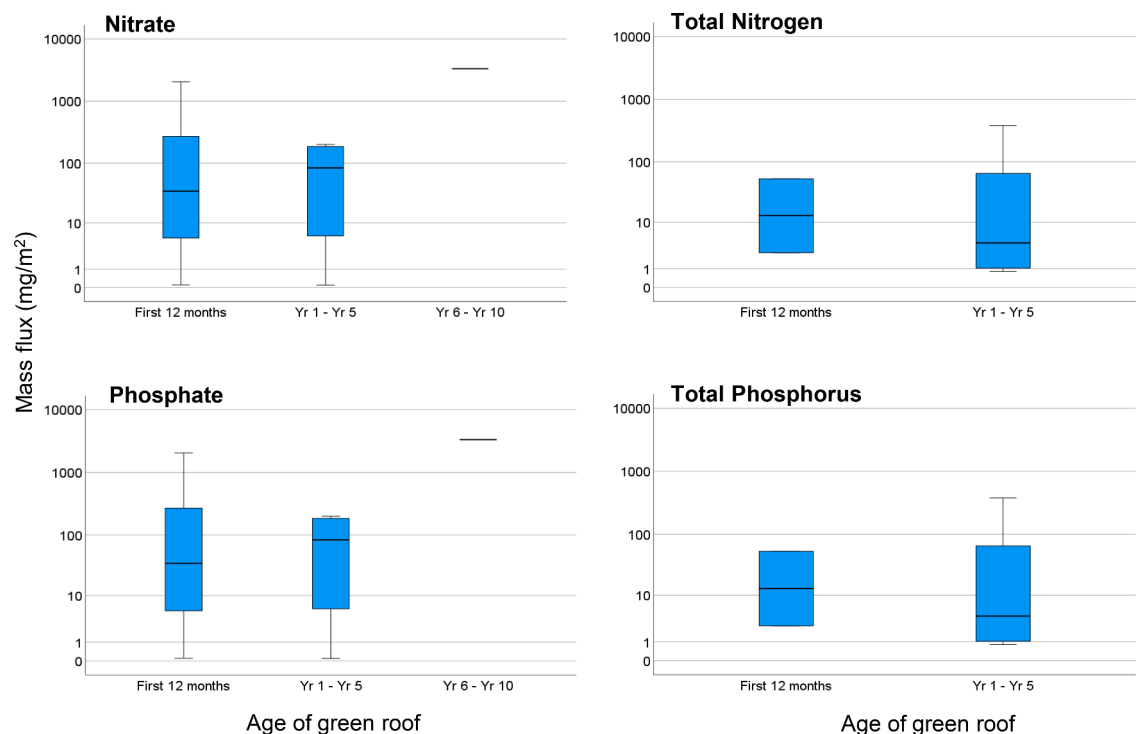 Nitrate
10000
1000
100
10
1
0
First 12 months Yr 1 - Yr 5 Yr 6 - Yr 10
Total Nitrogen
10000
1000
100
10
1
0
First 12 months Yr 1 - Yr 5
Mass flux (mg/m²)
Phosphate
10000
1000
100
10
1
0
First 12 months Yr 1 - Yr 5 Yr 6 - Yr 10
Age of green roof
Total Phosphorus
10000
1000
100
10
1
0
First 12 months Yr 1 - Yr 5
Age of green roof